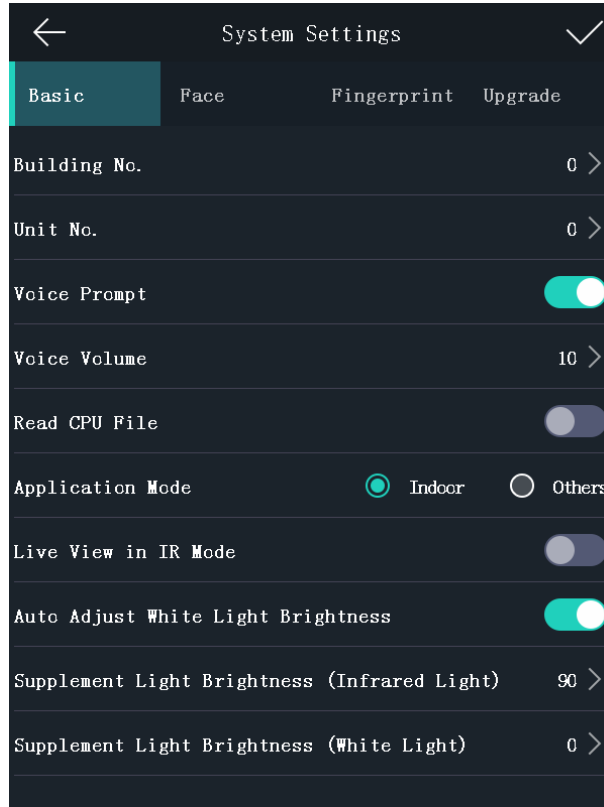 System Settings
Basic Face Fingerprint Upgrade
Building No. 0
Unit No. 0
Voice Prompt
Voice Volume 10
Read CPU File
Application Mode Indoor Others
Live View in IR Mode
Auto Adjust White Light Brightness
Supplement Light Brightness (Infrared Light) 90
Supplement Light Brightness (White Light) 0